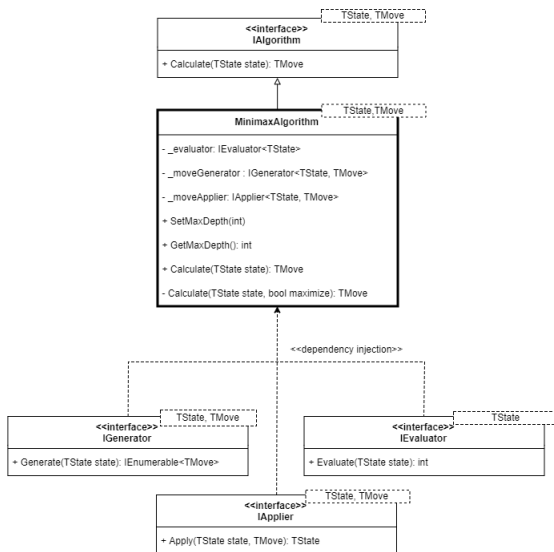 TState, TMove
<<interface>>
IAlgorithm
+ Calculate(TState state): TMove
TState,TMove
MinimaxAlgorithm
- _evaluator: IEvaluator<TState>
- _moveGenerator : IGenerator<TState, TMove>
- _moveApplier: IApplier<TState, TMove>
+ SetMaxDepth(int)
+ GetMaxDepth(): int
+ Calculate(TState state): TMove
- Calculate(TState state, bool maximize): TMove
<<dependency injection>>
TState, TMove
<<interface>>
IGenerator
+ Generate(TState state): IEnumerable<TMove>
TState
<<interface>>
IEvaluator
+ Evaluate(TState state): int
TState, TMove
<<interface>>
IApplier
+ Apply(TState state, TMove): TState